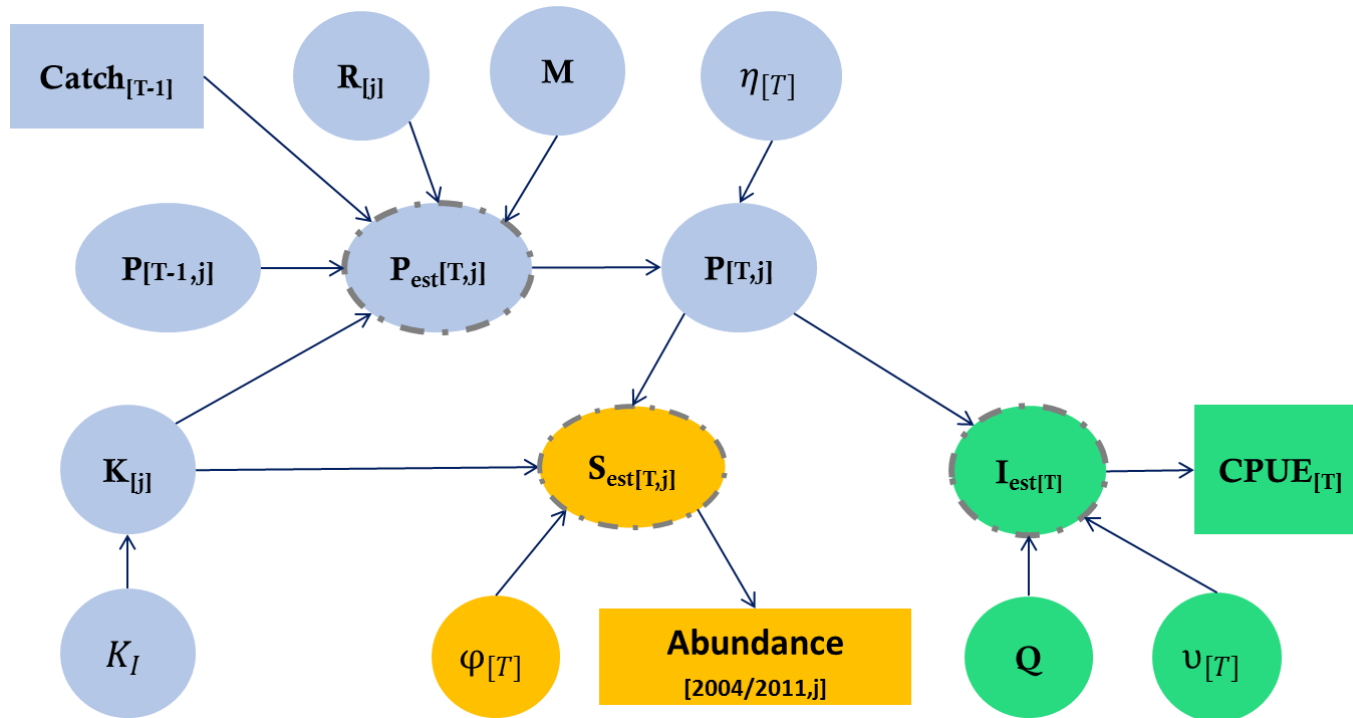 Catch[T-1]
R[j]
M
η[T]
P[T-1,j]
Pest[T,j]
P[T,j]
K[j]
Sest[T,j]
Iest[T]
CPUE[T]
KI
φ[T]
Abundance
[2004/2011,j]
Q
υ[T]